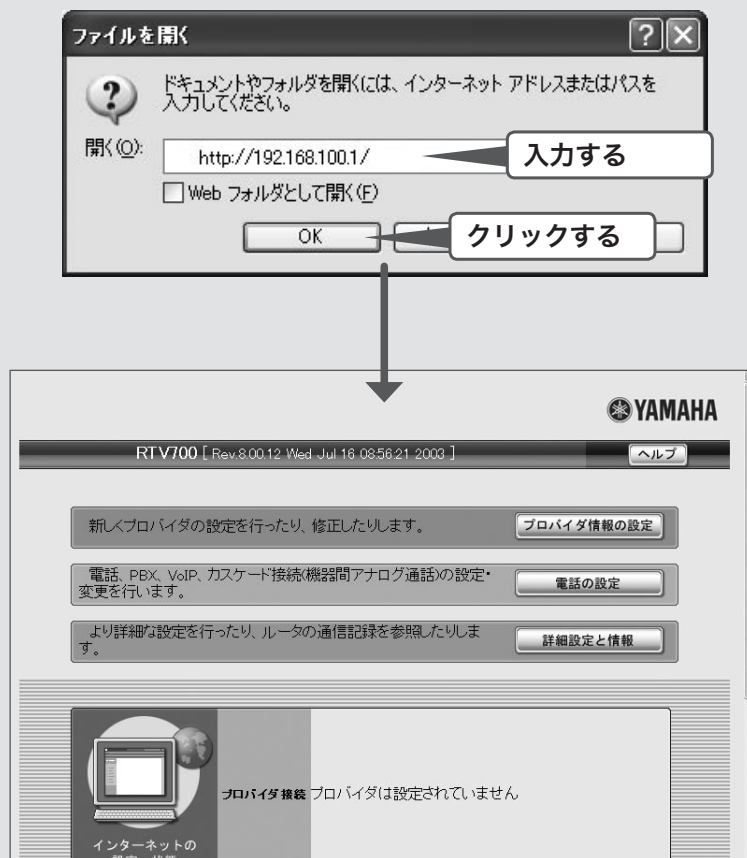 ファイルを開く
ドキュメントやフォルダを開くには、インターネット アドレスまたはパスを
入力してください。
開く(O):
http://192.168.100.1/
入力する
Web フォルダとして開く(F)
OK
クリックする
YAMAHA
RTV700 [ Rev.8.00.12 Wed Jul 16 08:56:21 2003 ]
ヘルプ
新しくプロバイダの設定を行ったり、修正したりします。
プロバイダ情報の設定
電話、PBX、VoIP、カスケード接続(機器間アナログ通話)の設定・
変更を行います。
電話の設定
より詳細な設定を行ったり、ルータの通信記録を参照したりしま
す。
詳細設定と情報
プロバイダ接続
プロバイダは設定されていません
インターネットの